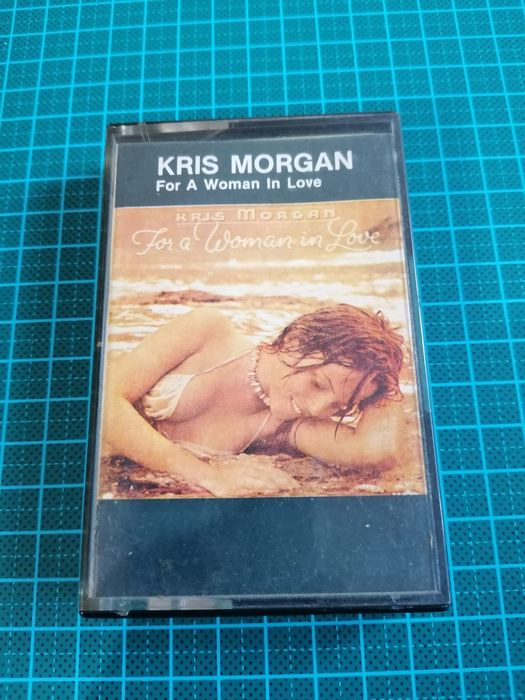 KRIS MORGAN
For A Woman In Love
KRIS MORGAN
For a Woman in Love